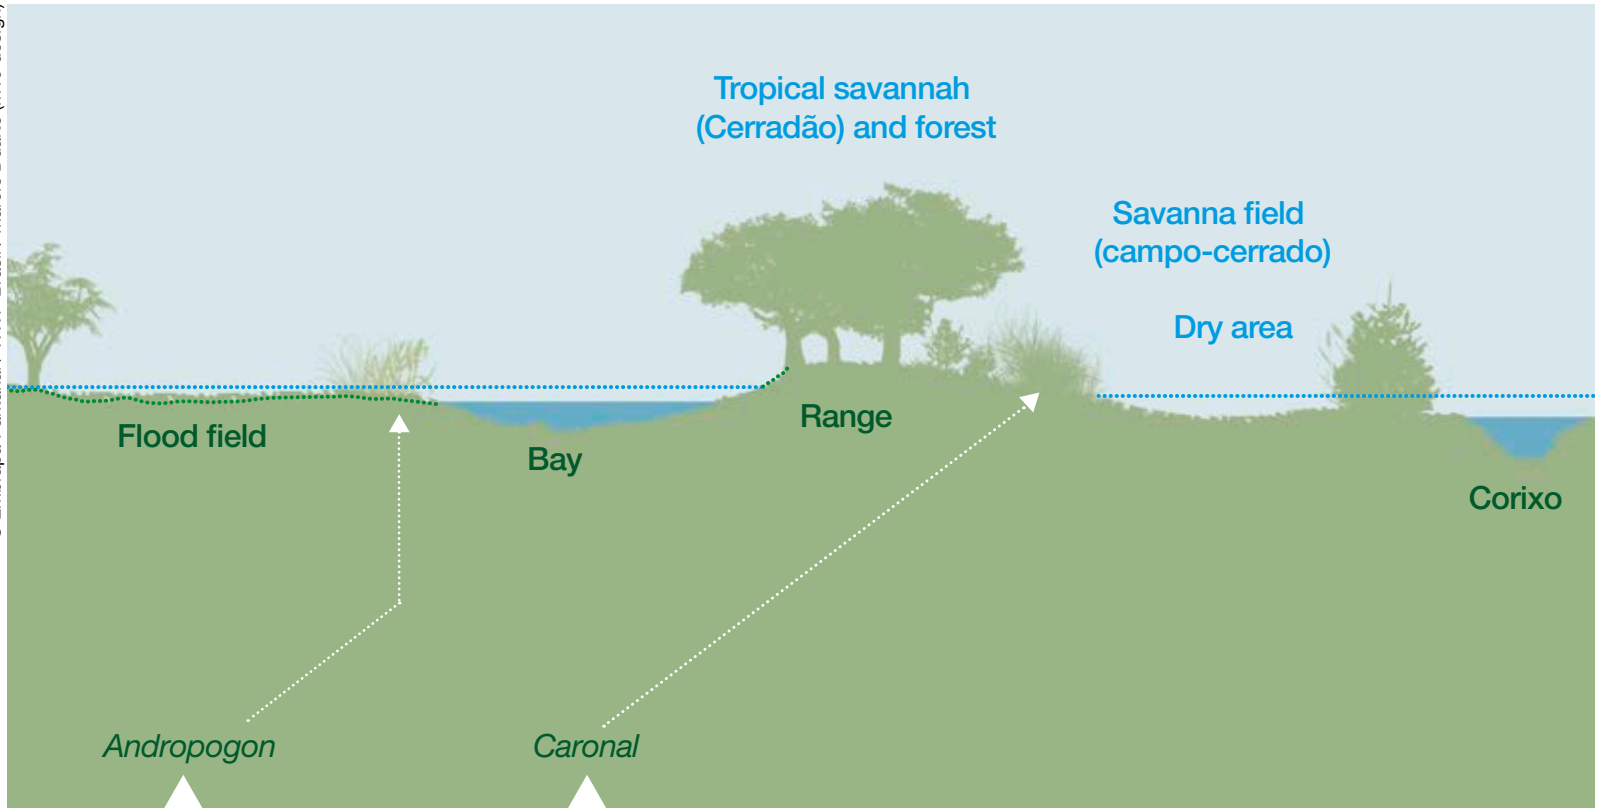 Tropical savannah
(Cerradão) and forest
Savanna field
(campo-cerrado)
Dry area
Flood field
Bay
Range
Corixo
Andropogon
Caronal